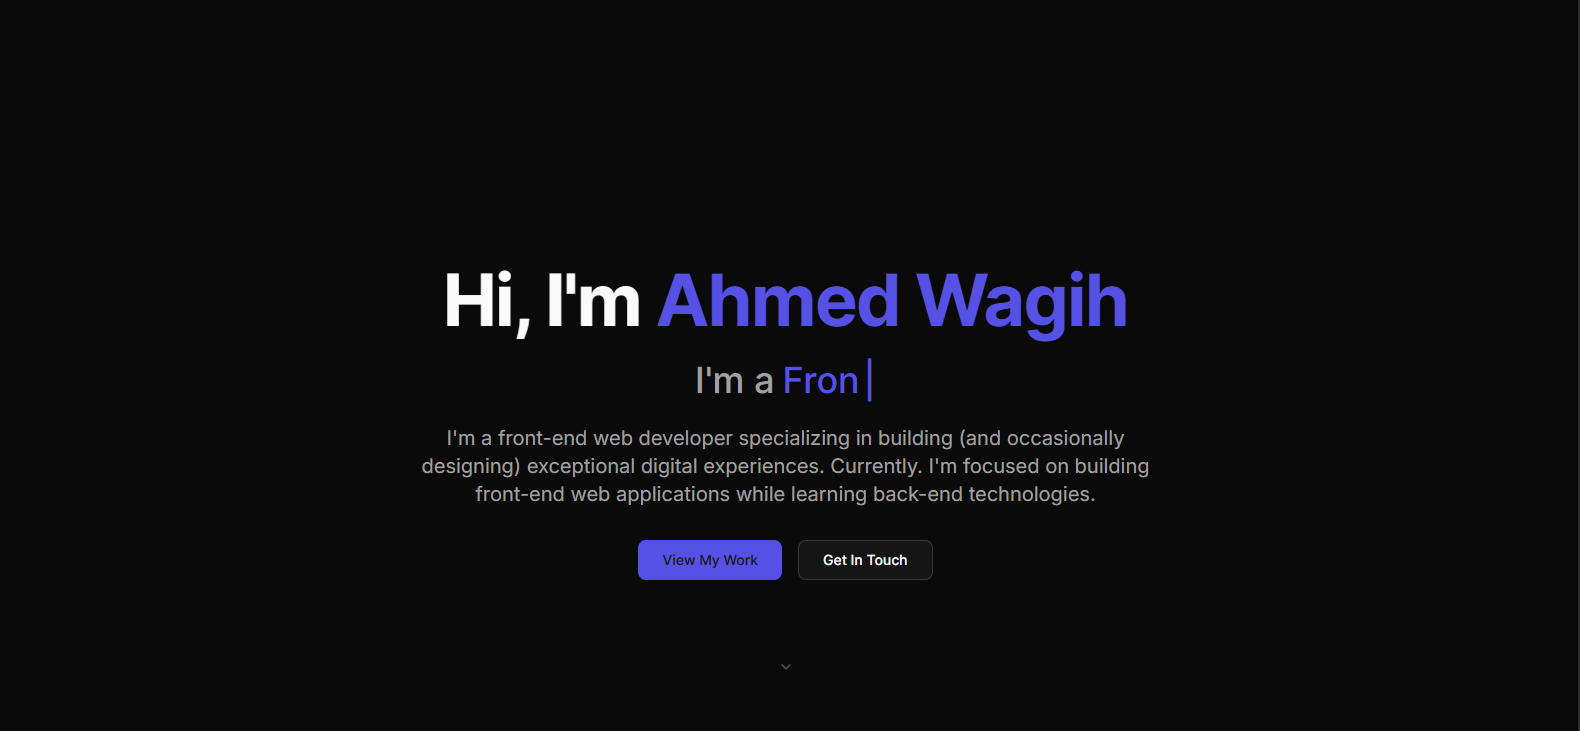 Hi, I'm Ahmed Wagih
I'm a Fron
I'm a front-end web developer specializing in building (and occasionally
designing) exceptional digital experiences. Currently. I'm focused on building
front-end web applications while learning back-end technologies.
View My Work
Get In Touch